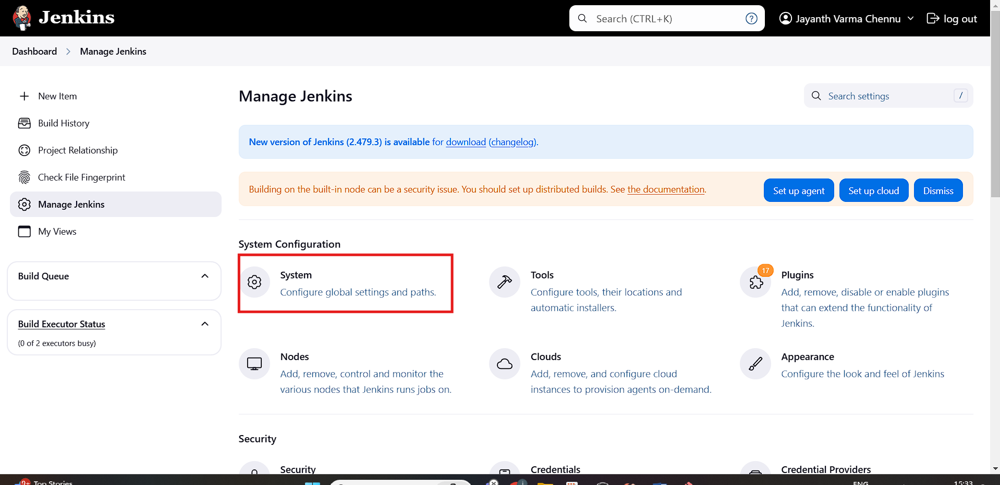 Jenkins
Search (CTRL+K)
?
Jayanth Varma Chennu
log out
Dashboard
Manage Jenkins
New Item
Build History
Project Relationship
Check File Fingerprint
Manage Jenkins
My Views
Build Queue
Build Executor Status
(0 of 2 executors busy)
Manage Jenkins
Search settings
/
New version of Jenkins (2.479.3) is available for download (changelog).
Building on the built-in node can be a security issue. You should set up distributed builds. See the documentation.
Set up agent
Set up cloud
Dismiss
System Configuration
System
Configure global settings and paths.
Tools
Configure tools, their locations and
automatic installers.
17
Plugins
Add, remove, disable or enable plugins
that can extend the functionality of
Jenkins.
Nodes
Add, remove, control and monitor the
various nodes that Jenkins runs jobs on.
Clouds
Add, remove, and configure cloud
instances to provision agents on-demand.
Appearance
Configure the look and feel of Jenkins
Security
Security
Credentials
Credential Providers
9+
Top Stories
ENG
15:33